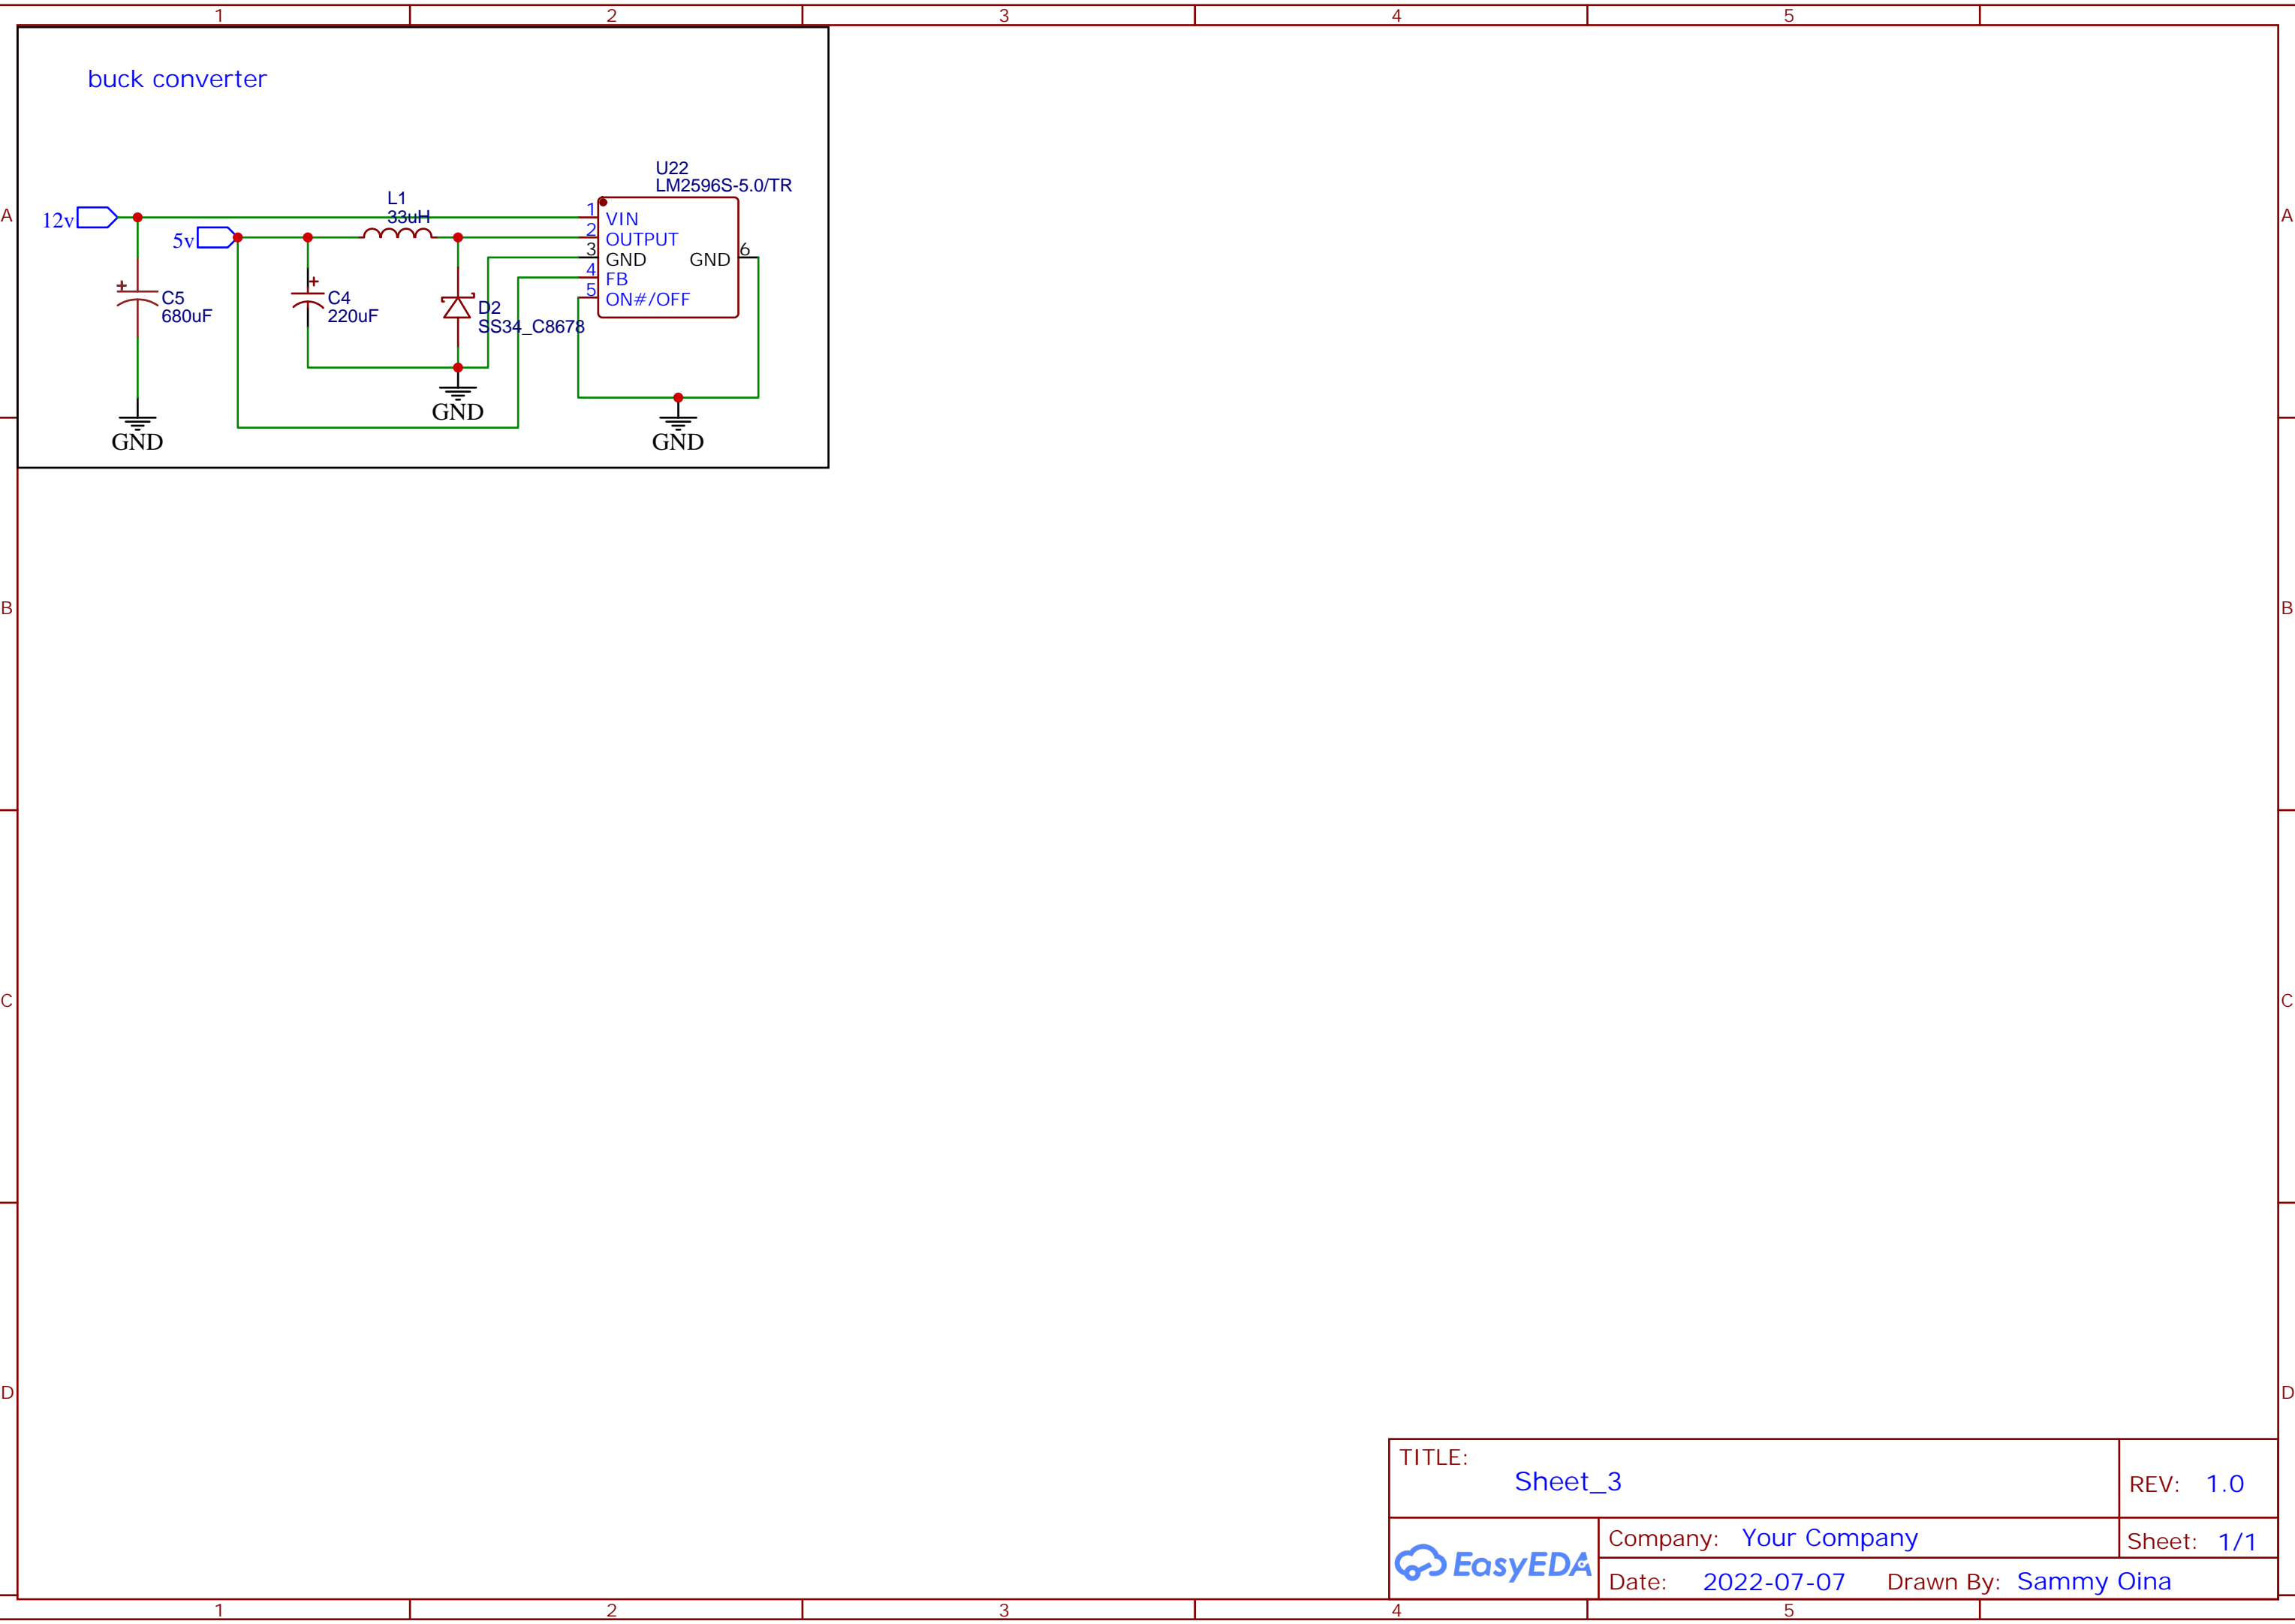 1 2 3 4 5
buck converter
U22
LM2596S-5.0/TR
L1
33uH
12v
5v
1 VIN
2 OUTPUT
3 GND GND 6
4 FB
5 ON#/OFF
C5
680uF
C4
220uF
D2
SS34_C8678
GND
GND
GND
A A
B B
C C
D D
TITLE:
Sheet_3
REV: 1.0
EasyEDA
Company: Your Company
Sheet: 1/1
Date: 2022-07-07 Drawn By: Sammy Oina
1 2 3 4 5